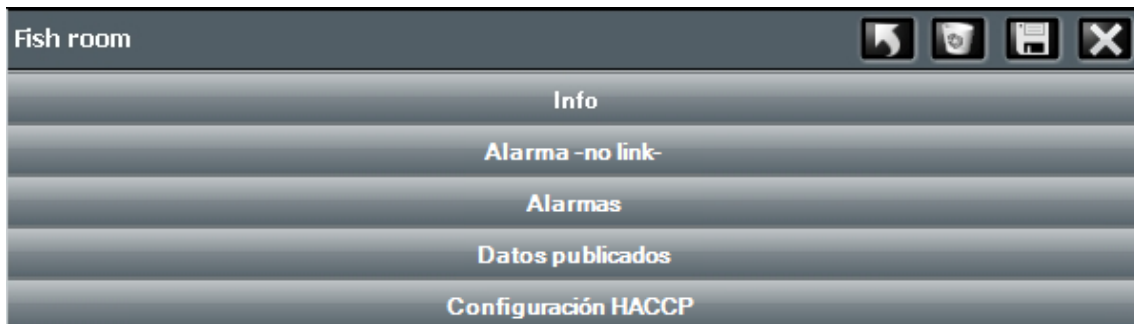 Fish room
Info
Alarma -no link-
Alarmas
Datos publicados
Configuración HACCP